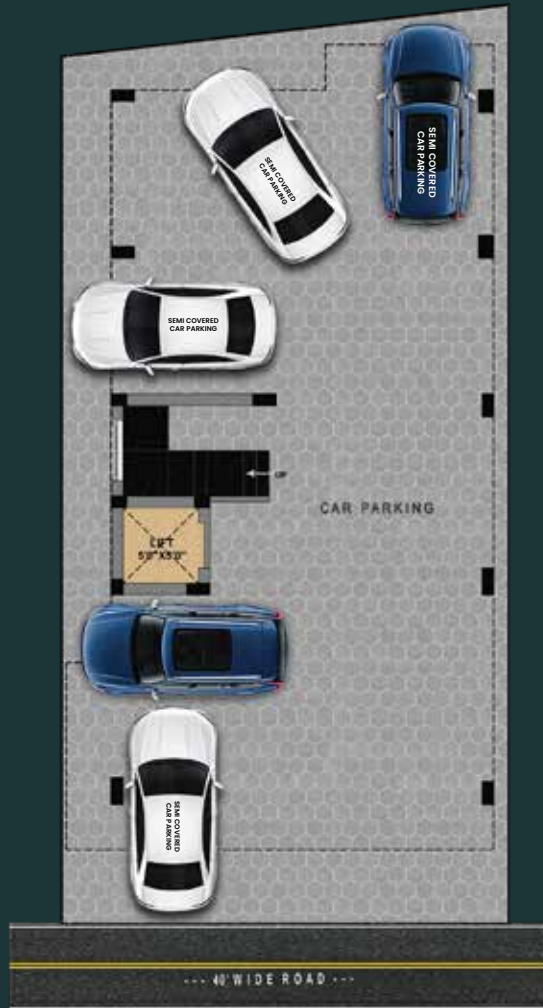 SEMI COVERED
CAR PARKING
SEMI COVERED
CAR PARKING
SEMI COVERED
CAR PARKING
UP
CAR PARKING
LIFT
5'0"X5'0"
SEMI COVERED
CAR PARKING
--- 40' WIDE ROAD ---